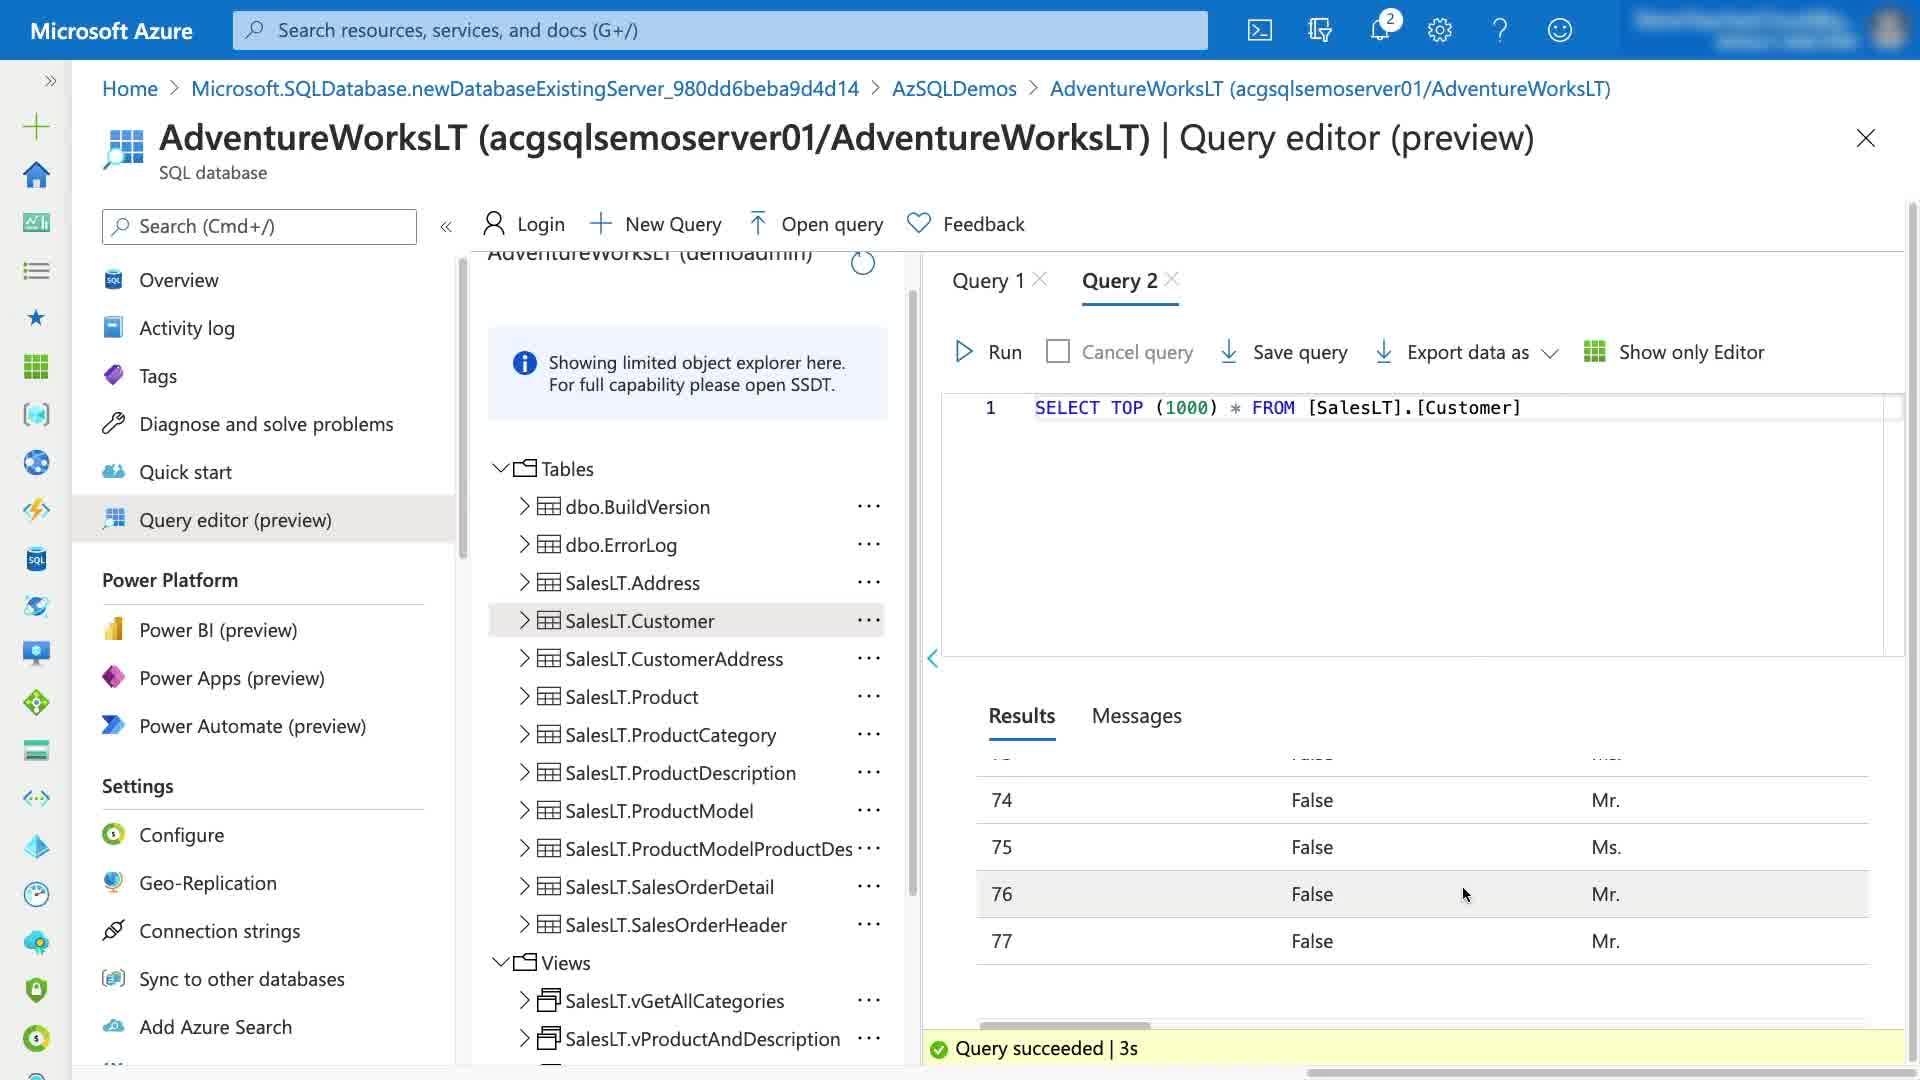 Microsoft Azure
Search resources, services, and docs (G+/)
2
Home > Microsoft.SQLDatabase.newDatabaseExistingServer_980dd6beba9d4d14 > AzSQLDemos > AdventureWorksLT (acgsqlsemoserver01/AdventureWorksLT)
AdventureWorksLT (acgsqlsemoserver01/AdventureWorksLT) | Query editor (preview)
SQL database
Search (Cmd+/)
Login
New Query
Open query
Feedback
Overview
Activity log
Tags
Diagnose and solve problems
Quick start
Query editor (preview)
Power Platform
Power BI (preview)
Power Apps (preview)
Power Automate (preview)
Settings
Configure
Geo-Replication
Connection strings
Sync to other databases
Add Azure Search
AdventureWorksLT (demoadmin)
Showing limited object explorer here.
For full capability please open SSDT.
Tables
dbo.BuildVersion
dbo.ErrorLog
SalesLT.Address
SalesLT.Customer
SalesLT.CustomerAddress
SalesLT.Product
SalesLT.ProductCategory
SalesLT.ProductDescription
SalesLT.ProductModel
SalesLT.ProductModelProductDes
SalesLT.SalesOrderDetail
SalesLT.SalesOrderHeader
Views
SalesLT.vGetAllCategories
SalesLT.vProductAndDescription
Query 1
Query 2
Run
Cancel query
Save query
Export data as
Show only Editor
1 SELECT TOP (1000) * FROM [SalesLT].[Customer]
Results
Messages
74 False Mr.
75 False Ms.
76 False Mr.
77 False Mr.
Query succeeded | 3s